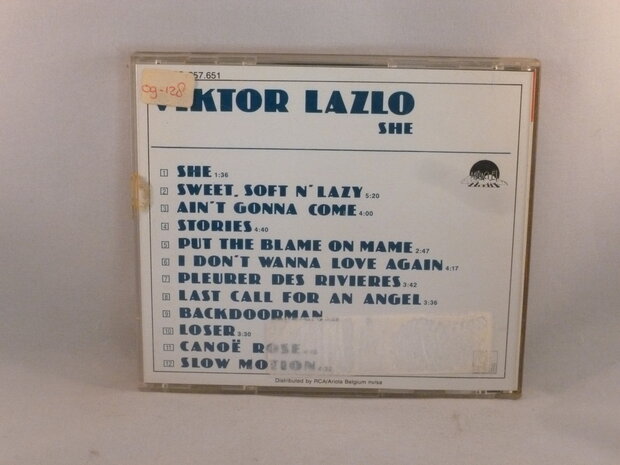 57.651
cg-128
VIKTOR LAZLO
SHE
1 SHE 1:36
2 SWEET, SOFT N' LAZY 5:20
3 AIN'T GONNA COME 4:00
4 STORIES 4:40
5 PUT THE BLAME ON MAME 2:47
6 I DON'T WANNA LOVE AGAIN 4:17
7 PLEURER DES RIVIERES 3:42
8 LAST CALL FOR AN ANGEL 3:36
9 BACKDOORMAN
10 LOSER 3:30
11 CANOË ROSE
12 SLOW MOTION 4:32
Distributed by RCA/Ariola Belgium nv/sa